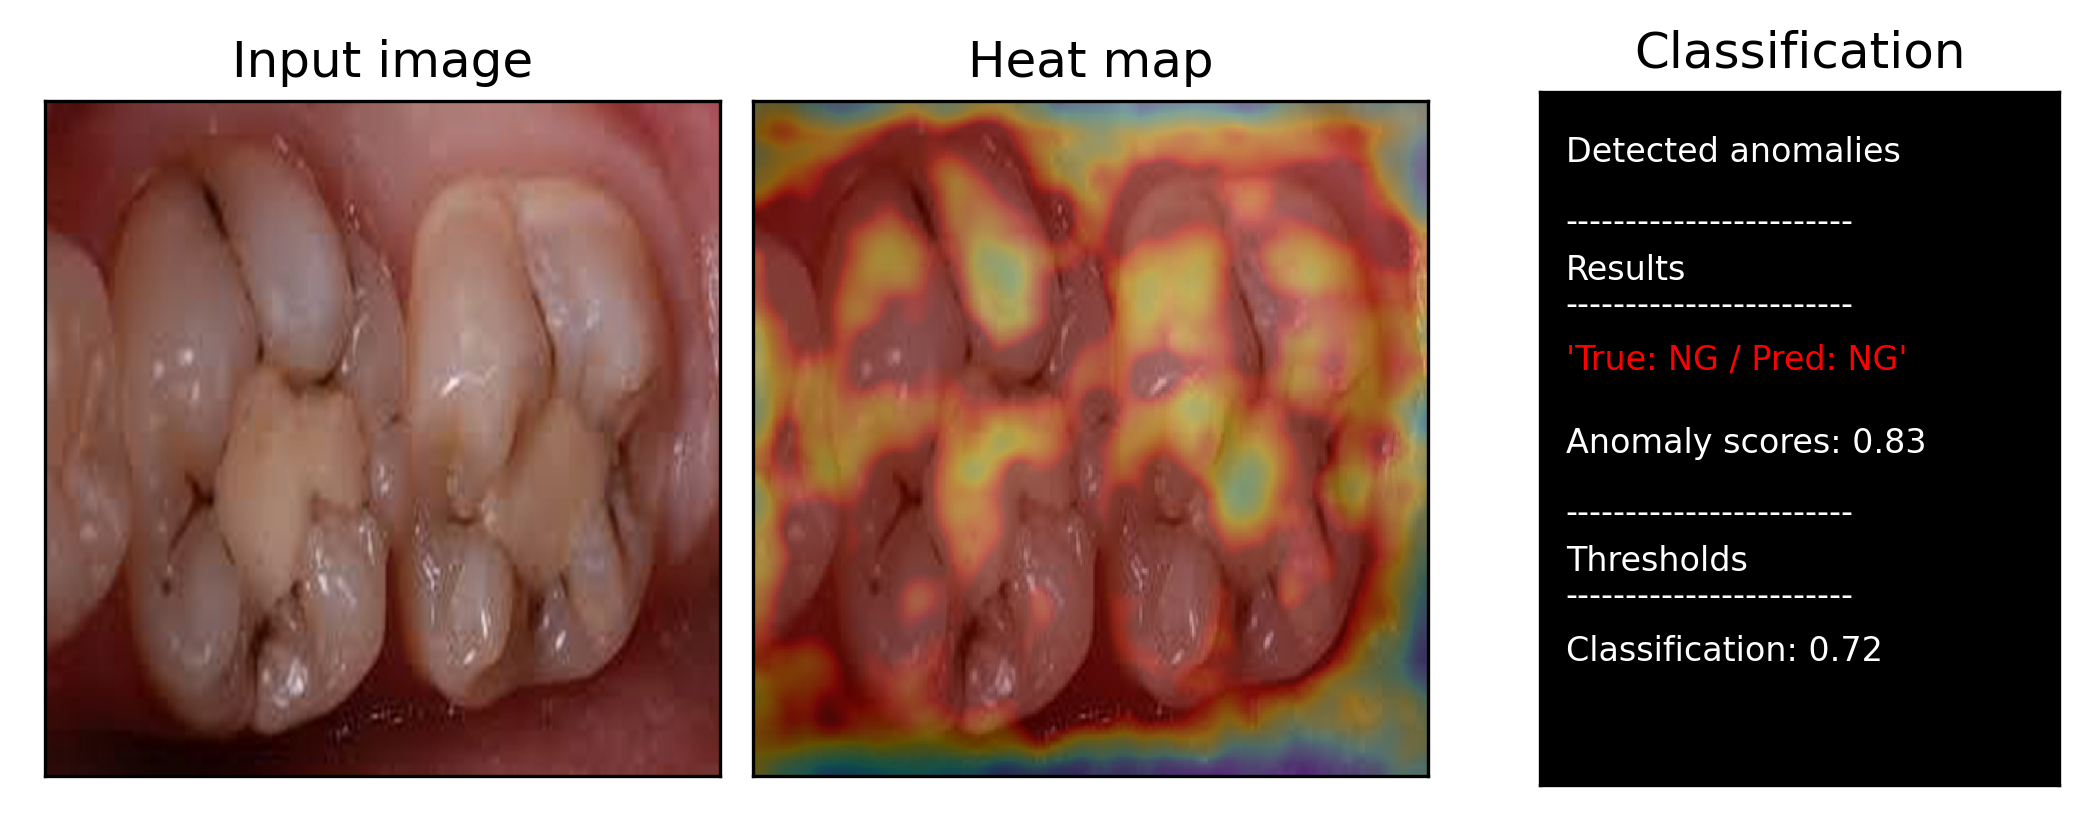 Input image
Heat map
Classification
Detected anomalies
------------------------
Results
------------------------
'True: NG / Pred: NG'
Anomaly scores: 0.83
------------------------
Thresholds
------------------------
Classification: 0.72